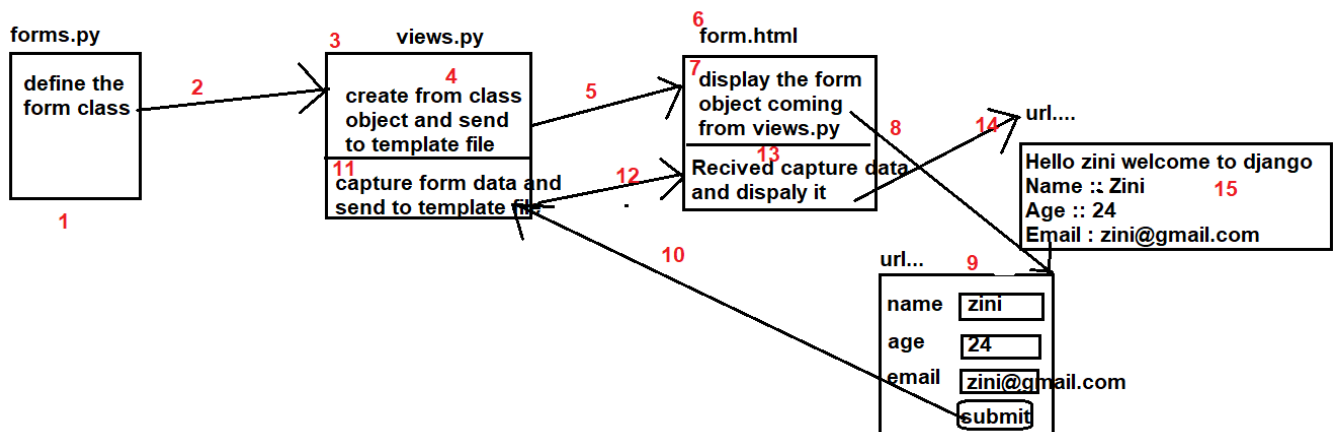 forms.py
define the
form class
1
2
3
views.py
4
create from class
object and send
to template file
11
capture form data and
send to template file
5
12
6
form.html
7
display the form
object coming
from views.py
13
Recived capture data
and dispaly it
8
14
url....
Hello zini welcome to django
Name :: Zini
15
Age :: 24
Email : zini@gmail.com
10
url...
9
name
zini
age
24
email
zini@gmail.com
submit